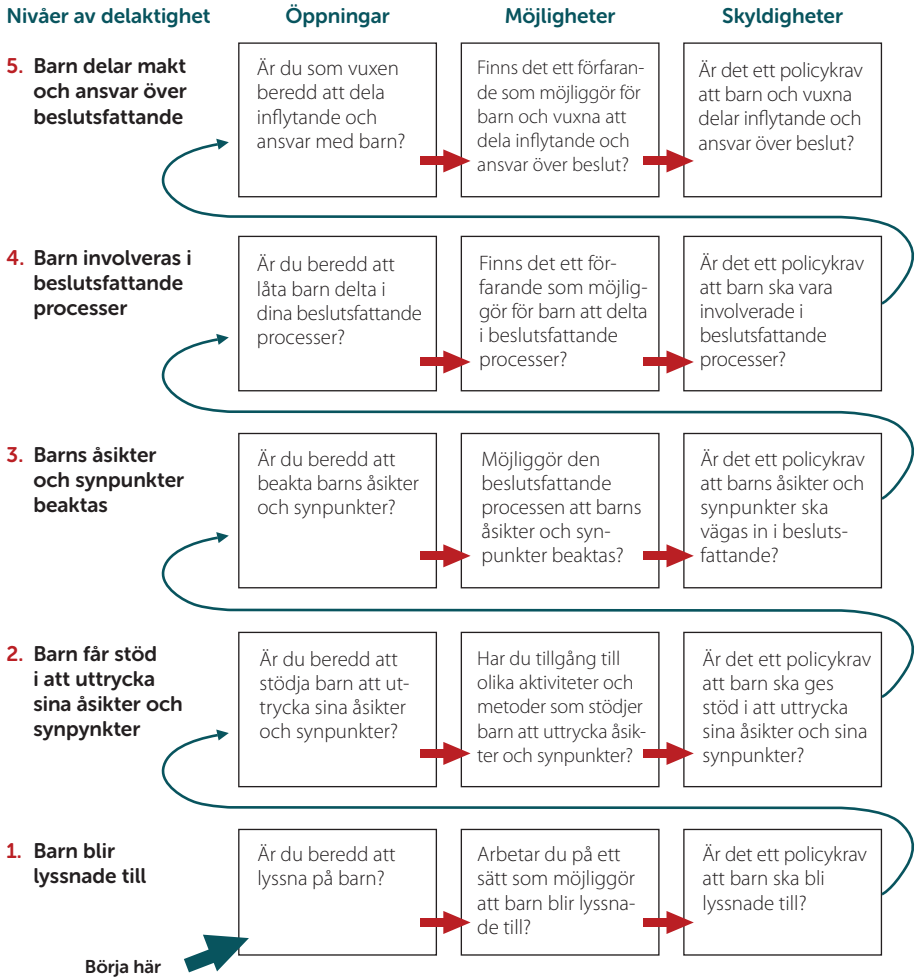 Nivåer av delaktighet
Öppningar
Möjligheter
Skyldigheter
5. Barn delar makt
och ansvar över
beslutsfattande
Är du som vuxen
beredd att dela
inflytande och
ansvar med barn?
Finns det ett förfaran-
de som möjliggör för
barn och vuxna att
dela inflytande och
ansvar över beslut?
Är det ett policykrav
att barn och vuxna
delar inflytande och
ansvar över beslut?
4. Barn involveras i
beslutsfattande
processer
Är du beredd att
låta barn delta i
dina beslutsfattande
processer?
Finns det ett för-
farande som möjlig-
gör för barn att delta
i beslutsfattande
processer?
Är det ett policykrav
att barn ska vara
involverade i
beslutsfattande
processer?
3. Barns åsikter
och synpunkter
beaktas
Är du beredd att
beakta barns åsikter
och synpunkter?
Möjliggör den
beslutsfattande
processen att barns
åsikter och syn-
punkter beaktas?
Är det ett policykrav
att barns åsikter och
synpunkter ska
vägas in i besluts-
fattande?
2. Barn får stöd
i att uttrycka
sina åsikter och
synpynkter
Är du beredd att
stödja barn att ut-
trycka sina åsikter
och synpunkter?
Har du tillgång till
olika aktiviteter och
metoder som stödjer
barn att uttrycka åsik-
ter och synpunkter?
Är det ett policykrav
att barn ska ges
stöd i att uttrycka
sina åsikter och sina
synpunkter?
1. Barn blir
lyssnade till
Är du beredd att
lyssna på barn?
Arbetar du på ett
sätt som möjliggör
att barn blir lyssna-
de till?
Är det ett policykrav
att barn ska bli
lyssnade till?
Börja här